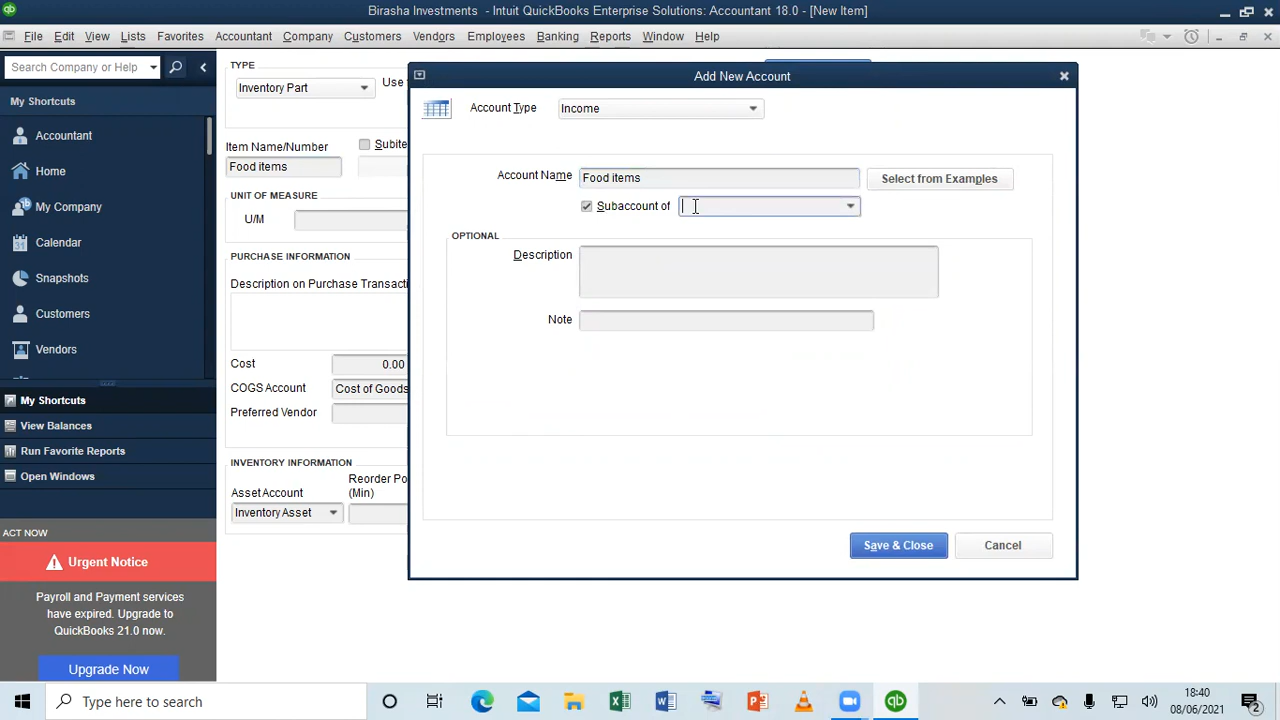 Birasha Investments - Intuit QuickBooks Enterprise Solutions: Accountant 18.0 - [New Item]
File Edit View Lists Favorites Accountant Company Customers Vendors Employees Banking Reports Window Help
Search Company or Help
My Shortcuts
Accountant
Home
My Company
Calendar
Snapshots
Customers
Vendors
My Shortcuts
View Balances
Run Favorite Reports
Open Windows
ACT NOW
Urgent Notice
Payroll and Payment services
have expired. Upgrade to
QuickBooks 21.0 now.
Upgrade Now
TYPE
Inventory Part
Use
Item Name/Number
Subite
Food items
UNIT OF MEASURE
U/M
PURCHASE INFORMATION
Description on Purchase Transacti
Cost 0.00
COGS Account Cost of Goods
Preferred Vendor
INVENTORY INFORMATION
Asset Account
Reorder Po
(Min)
Inventory Asset
Add New Account
Account Type Income
Account Name Food items Select from Examples
Subaccount of
OPTIONAL
Description
Note
Save & Close Cancel
Type here to search
18:40
08/06/2021
2